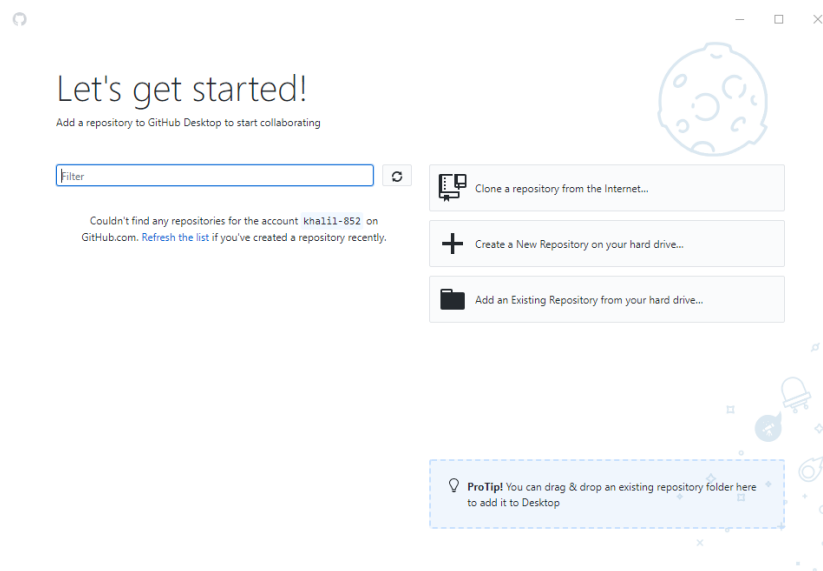 Let's get started!
Add a repository to GitHub Desktop to start collaborating
Filter
Couldn't find any repositories for the account khalil-852 on
GitHub.com. Refresh the list if you've created a repository recently.
Clone a repository from the Internet...
Create a New Repository on your hard drive...
Add an Existing Repository from your hard drive...
ProTip! You can drag & drop an existing repository folder here
to add it to Desktop